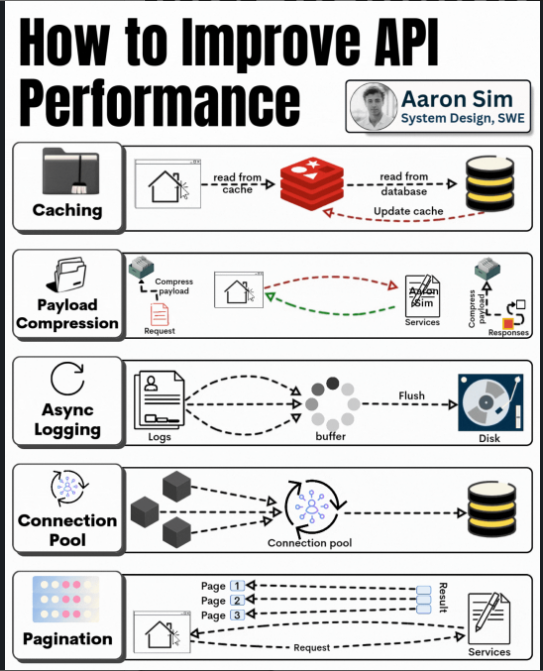 How to Improve API
Performance
Aaron Sim
System Design, SWE
Caching
read from
cache
read from
database
Update cache
Payload
Compression
Compress
payload
Request
Aaron
Sim
Services
Compress
payload
Responses
Async
Logging
Logs
buffer
Flush
Disk
Connection
Pool
Connection pool
Pagination
Page 1
Page 2
Page 3
Result
Request
Services